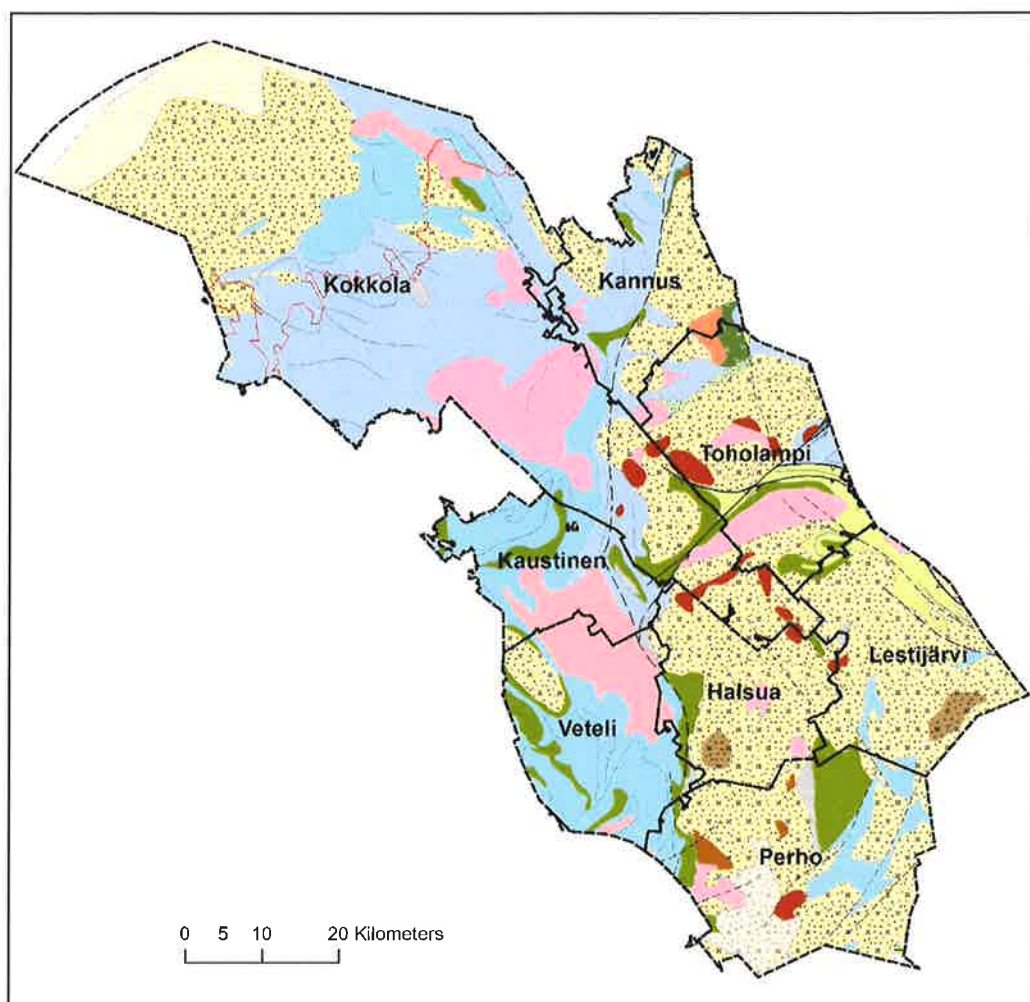 Kokkola
Kannus
Toholampi
Kaustinen
Lestijärvi
Halsua
Veteli
Perho
0 5 10 20 Kilometers